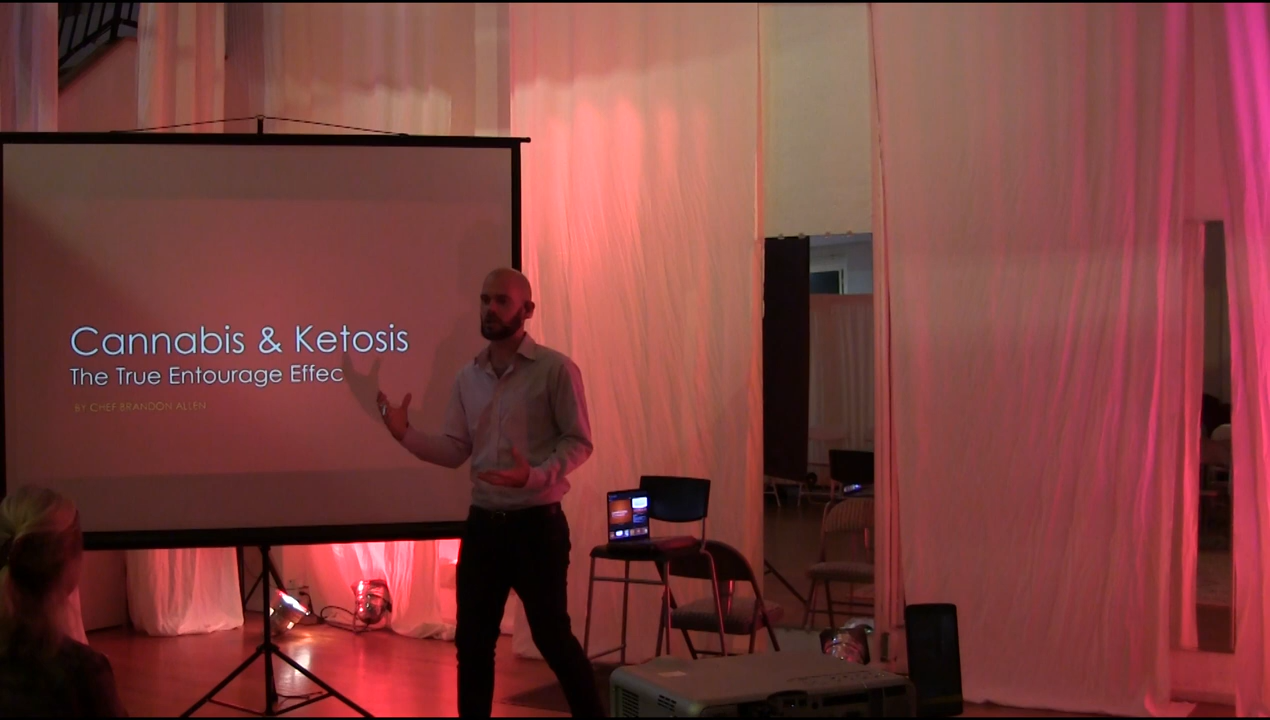 Cannabis & Ketosis
The True Entourage Effec
BY CHEF BRANDON ALLEN